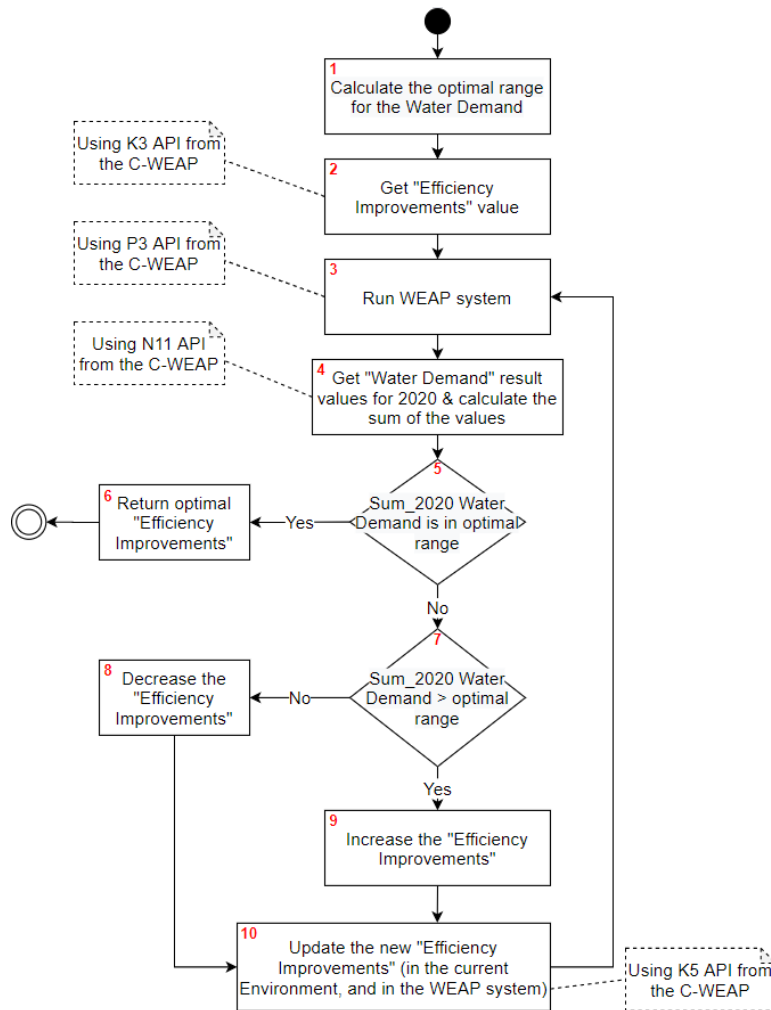 1
Calculate the optimal range
for the Water Demand
Using K3 API from
the C-WEAP
2
Get "Efficiency
Improvements" value
Using P3 API from
the C-WEAP
3
Run WEAP system
Using N11 API
from the C-WEAP
4
Get "Water Demand" result
values for 2020 & calculate the
sum of the values
5
Sum_2020 Water
Demand is in optimal
range
Yes
6
Return optimal
"Efficiency
Improvements"
No
7
Sum_2020 Water
Demand > optimal
range
No
8
Decrease the
"Efficiency
Improvements"
Yes
9
Increase the "Efficiency
Improvements"
10
Update the new "Efficiency
Improvements" (in the current
Environment, and in the WEAP system)
Using K5 API from
the C-WEAP